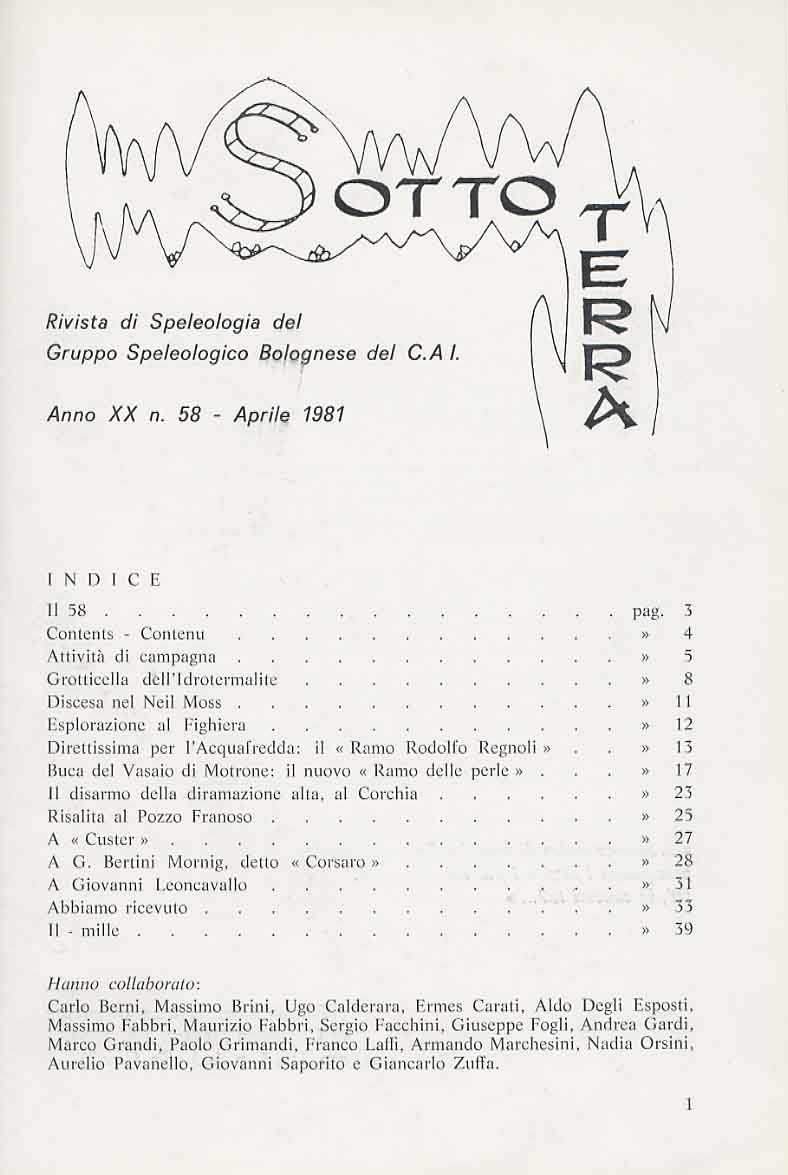 SOTTO
TERRA
Rivista di Speleologia del
Gruppo Speleologico Bolognese del C.A I.
Anno XX n. 58 - Aprile 1981
INDICE
Il 58 . . . . . . . . . . . . . . . . pag. 3
Contents - Contenu . . . . . . . . . . . . » 4
Attività di campagna . . . . . . . . . . . . » 5
Grotticella dell'Idrotermalite . . . . . . . . . . » 8
Discesa nel Neil Moss . . . . . . . . . . . . » 11
Esplorazione al Fighiera . . . . . . . . . . . » 12
Direttissima per l'Acquafredda: il « Ramo Rodolfo Regnoli » . . » 13
Buca del Vasaio di Motrone: il nuovo « Ramo delle perle » . . . » 17
Il disarmo della diramazione alta, al Corchia . . . . . . » 23
Risalita al Pozzo Franoso . . . . . . . . . . . » 25
A « Custer » . . . . . . . . . . . . . . » 27
A G. Bertini Mornig, detto « Corsaro » . . . . . . . » 28
A Giovanni Leoncavallo . . . . . . . . . . . » 31
Abbiamo ricevuto . . . . . . . . . . . . . » 33
Il - mille . . . . . . . . . . . . . . . » 39
Hanno collaborato:
Carlo Berni, Massimo Brini, Ugo Calderara, Ermes Carati, Aldo Degli Esposti,
Massimo Fabbri, Maurizio Fabbri, Sergio Facchini, Giuseppe Fogli, Andrea Gardi,
Marco Grandi, Paolo Grimandi, Franco Laffi, Armando Marchesini, Nadia Orsini,
Aurelio Pavanello, Giovanni Saporito e Giancarlo Zuffa.
1